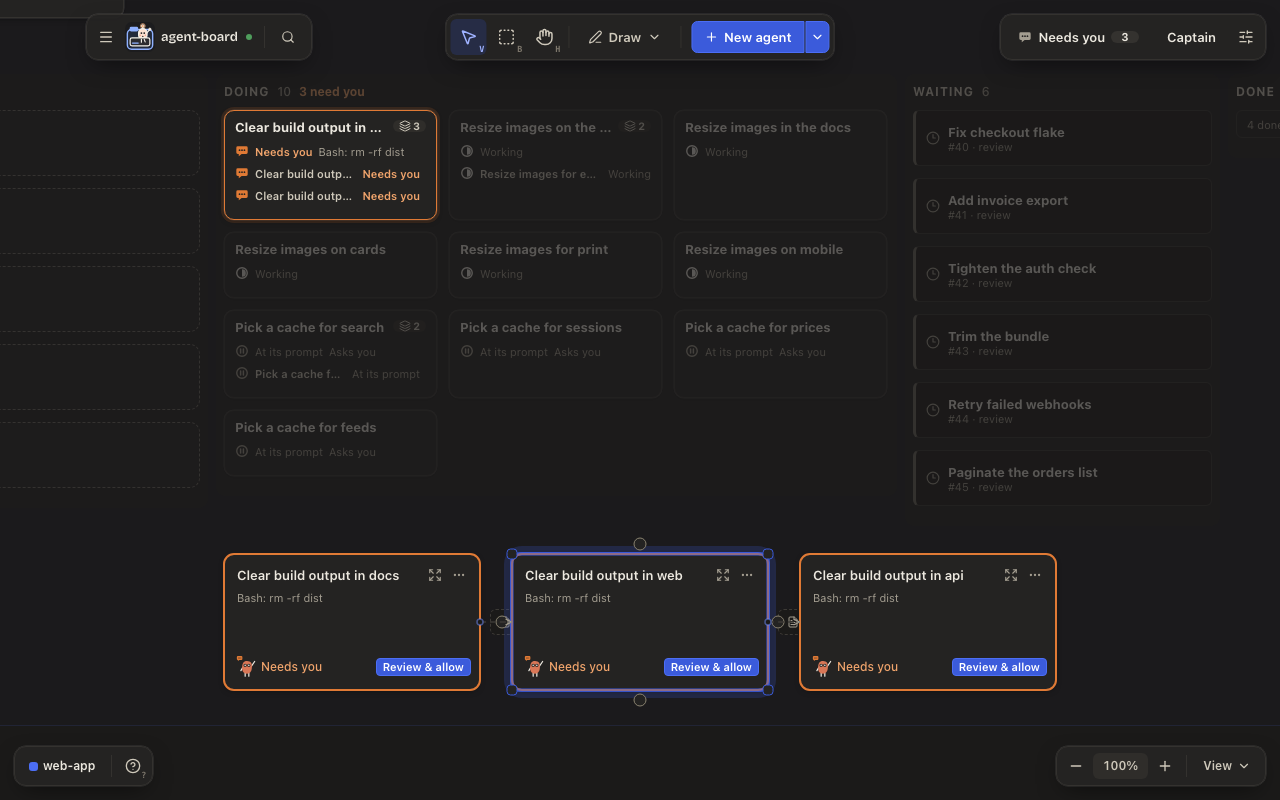 agent-board
V
B
H
Draw
New agent
Needs you 3
Captain
DOING 10 3 need you
WAITING 6
DONE
Clear build output in ... 3
Needs you Bash: rm -rf dist
Clear build outp... Needs you
Clear build outp... Needs you
Resize images on the ... 2
Working
Resize images for e... Working
Resize images in the docs
Working
Resize images on cards
Working
Resize images for print
Working
Resize images on mobile
Working
Pick a cache for search 2
At its prompt Asks you
Pick a cache f... At its prompt
Pick a cache for sessions
At its prompt Asks you
Pick a cache for prices
At its prompt Asks you
Pick a cache for feeds
At its prompt Asks you
Fix checkout flake
#40 · review
Add invoice export
#41 · review
Tighten the auth check
#42 · review
Trim the bundle
#43 · review
Retry failed webhooks
#44 · review
Paginate the orders list
#45 · review
4 done
Clear build output in docs
Bash: rm -rf dist
Needs you
Review & allow
Clear build output in web
Bash: rm -rf dist
Needs you
Review & allow
Clear build output in api
Bash: rm -rf dist
Needs you
Review & allow
web-app
?
100%
View